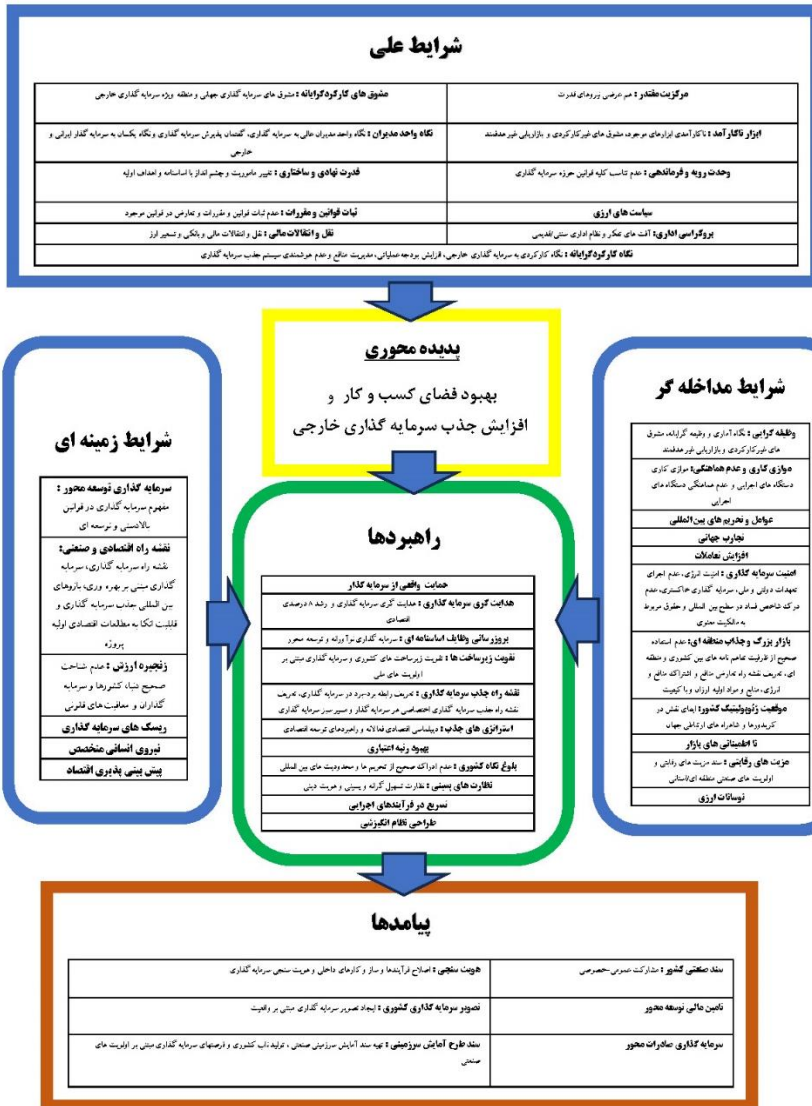 شرایط علی
مرکزیت مقتدر : هم عرضی نیروهای قدرت
مشوق های کارکردگرایانه : مشوق های سرمایه گذاری جهشی و منطقه ویژه سرمایه گذاری خارجی
ابزار ناکارآمد : ناکارآمدی ابزارهای موجود، مشوق های غیرکارکردی و بازاریابی غیر هدفمند
نگاه واحد مدیران : نگاه واحد مدیران عالی به سرمایه گذاری، گفتمان پذیرش سرمایه گذاری و نگاه یکسان به سرمایه گذار ایرانی و
خارجی
وحدت رویه و فرماندهی : عدم تناسب کلیه قوانین حوزه سرمایه گذاری
قدرت نهادی و ساختاری : تغییر ماموریت و چشم انداز با اساسنامه و اهداف اولیه
سیاست های ارزی
ثبات قوانین و مقررات : عدم ثبات قوانین و مقررات و تعارض در قوانین موجود
بروکراسی اداری : آفت های تفکر و نظام اداری سنتی/قدیمی
نقل و انتقالات مالی : نقل و انتقالات مالی و بانکی و تسعیر ارز
نگاه کارکردگرایانه : نگاه کارکردی به سرمایه گذاری خارجی، افزایش بودجه عملیاتی، مدیریت منافع و عدم هوشمندی سیستم جذب سرمایه گذاری
پدیده محوری
بهبود فضای کسب و کار و
افزایش جذب سرمایه گذاری خارجی
شرایط مداخله گر
وظیفه گرایی : نگاه آماری و وظیفه گرایانه، مشوق
های غیرکارکردی و بازاریابی غیر هدفمند
موازی کاری و عدم هماهنگی: موازی کاری
دستگاه های اجرایی و عدم هماهنگی دستگاه های
اجرایی
عوامل و تحریم های بین المللی
تجارب جهانی
افزایش تعاملات
امنیت سرمایه گذاری : امنیت انرژی، عدم اجرای
تعهدات دولتی و ملی، سرمایه گذاری خاکستری، عدم
درک شاخص فساد در سطح بین المللی و حقوق مربوط
به مالکیت معنوی
بازار بزرگ و جذاب منطقه ای: عدم استفاده
صحیح از ظرفیت تفاهم نامه های بین کشوری و منطقه
ای، تعریف نقشه راه تعارض منافع و اشتراک منافع و
انرژی، منابع و مواد اولیه ارزان و با کیفیت
موقعیت ژئوپولیتیک کشور: ایفای نقش در
کریدورها و شاهراه های ارتباطی جهان
نا اطمینانی های بازار
مزیت های رقابتی : سند مزیت های رقابتی و
اولویت های صنعتی منطقه ای/استانی
نوسانات ارزی
راهبردها
حمایت واقعی از سرمایه گذار
هدایت گری سرمایه گذاری : هدایت گری سرمایه گذاری و رشد ۸ درصدی
اقتصادی
بروزرسانی وظایف اساسنامه ای : سرمایه گذاری نوآورانه و توسعه محور
تقویت زیرساخت ها : تقویت زیرساخت های کشوری و سرمایه گذاری مبتنی بر
اولویت های ملی
نقشه راه جذب سرمایه گذاری : تعریف رابطه برد-برد در سرمایه گذاری، تعریف
نقشه راه جذب سرمایه گذاری اختصاصی هر سرمایه گذار و مسیر سبز سرمایه گذاری
استراتژی های جذب : دیپلماسی اقتصادی فعالانه و راهبردهای توسعه اقتصادی
بهبود رتبه اعتباری
بلوغ نگاه کشوری : عدم ادراک صحیح از تحریم ها و محدودیت های بین المللی
نظارت های پسینی : نظارت تسهیل گرانه و پسینی و هویت دینی
تسریع در فرآیندهای اجرایی
طراحی نظام انگیزشی
شرایط زمینه ای
سرمایه گذاری توسعه محور :
مفهوم سرمایه گذاری در قوانین
بالادستی و توسعه ای
نقشه راه اقتصادی و صنعتی:
نقشه راه سرمایه گذاری، سرمایه
گذاری مبتنی بر بهره وری، بازوهای
بین المللی جذب سرمایه گذاری و
قابلیت اتکا به مطالعات اقتصادی اولیه
پروژه
زنجیره ارزش : عدم شناخت
صحیح دنیا، کشورها و سرمایه
گذاران و معافیت های قانونی
ریسک های سرمایه گذاری
نیروی انسانی متخصص
پیش بینی پذیری اقتصاد
پیامدها
سند صنعتی کشور : مشارکت عمومی-خصوصی
هویت سنجی : اصلاح فرآیندها و ساز و کارهای داخلی و هویت سنجی سرمایه گذاری
تامین مالی توسعه محور
تصویر سرمایه گذاری کشوری : ایجاد تصویر سرمایه گذاری مبتنی بر واقعیت
سرمایه گذاری صادرات محور
سند طرح آمایش سرزمینی : تهیه سند آمایش سرزمینی صنعتی ، تولید ناب کشوری و فرصتهای سرمایه گذاری مبتنی بر اولویت های
صنعتی